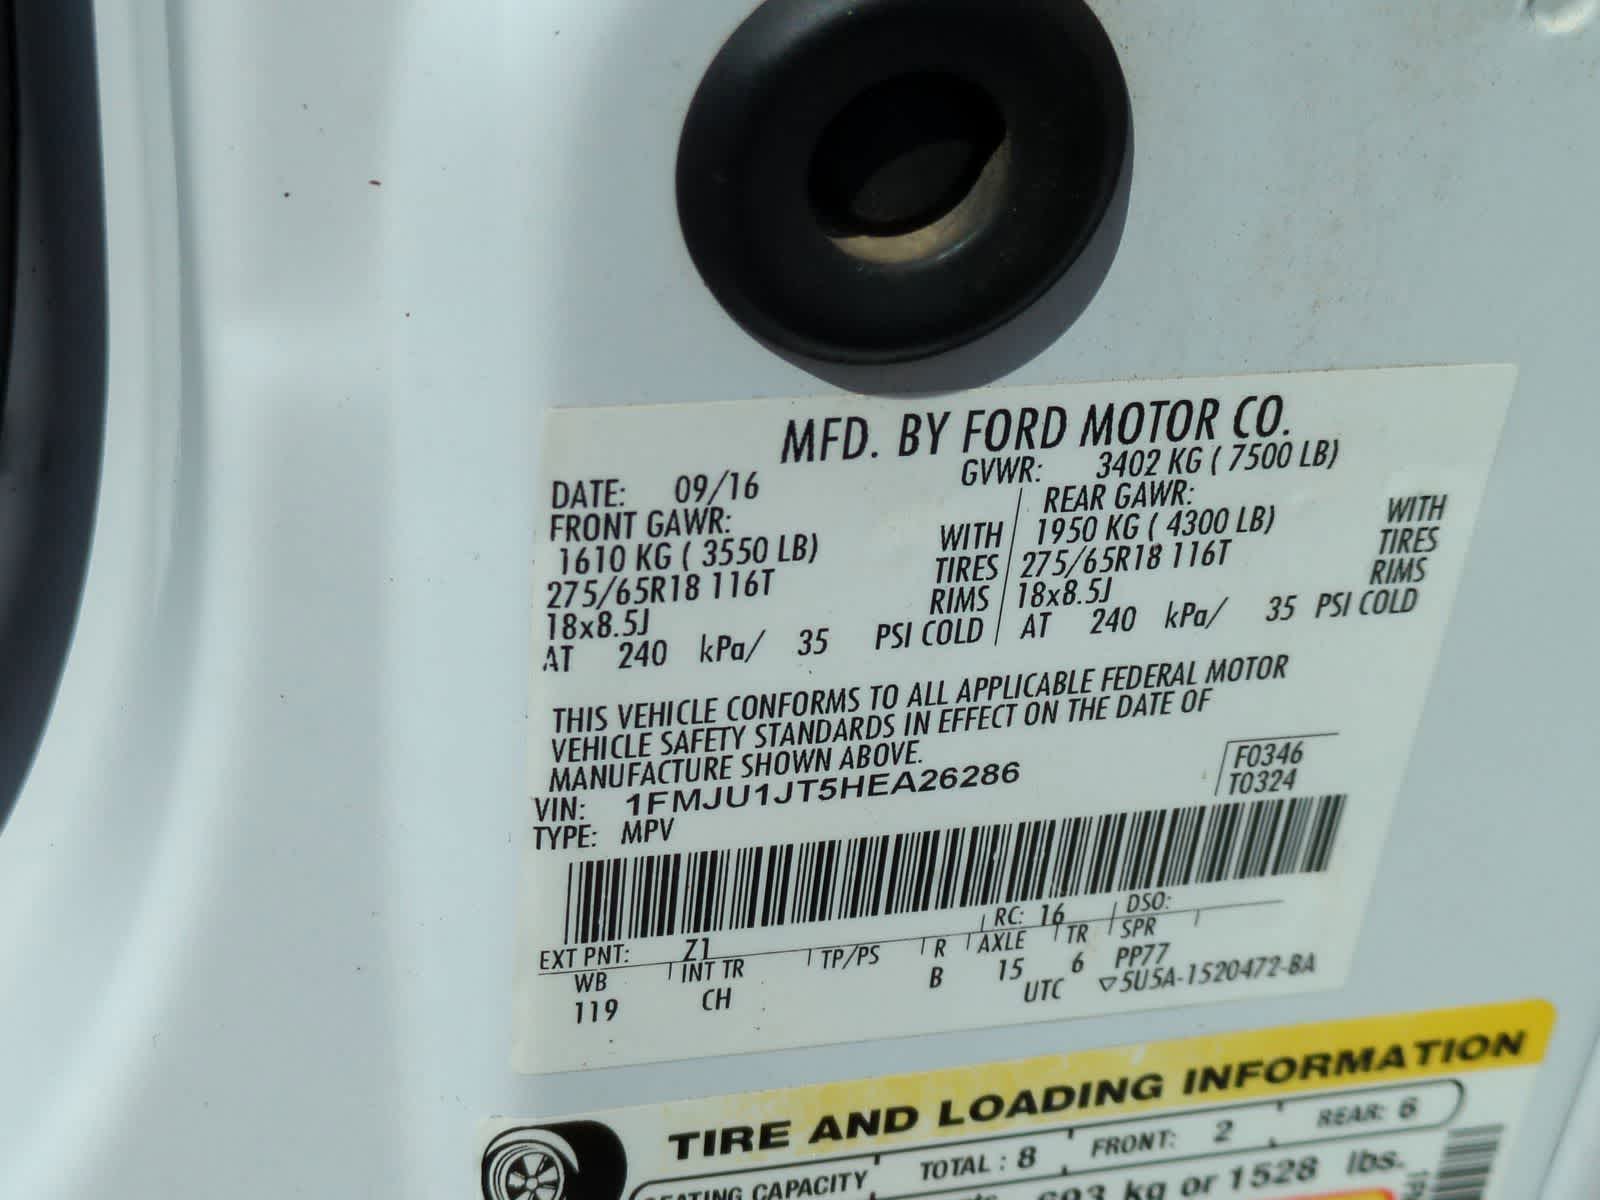 MFD. BY FORD MOTOR CO.
DATE: 09/16 GVWR: 3402 KG ( 7500 LB)
FRONT GAWR: REAR GAWR:
1610 KG ( 3550 LB) WITH 1950 KG ( 4300 LB) WITH
275/65R18 116T TIRES 275/65R18 116T TIRES
18x8.5J RIMS 18x8.5J RIMS
AT 240 kPa/ 35 PSI COLD AT 240 kPa/ 35 PSI COLD
THIS VEHICLE CONFORMS TO ALL APPLICABLE FEDERAL MOTOR
VEHICLE SAFETY STANDARDS IN EFFECT ON THE DATE OF
MANUFACTURE SHOWN ABOVE.
VIN: 1FMJU1JT5HEA26286 F0346
TYPE: MPV T0324
EXT PNT: Z1 RC: 16 DSO:
WB INT TR TP/PS R AXLE TR SPR
119 CH B 15 6 PP77
UTC ▽5U5A-1520472-BA
TIRE AND LOADING INFORMATION
SEATING CAPACITY TOTAL : 8 FRONT: 2 REAR: 6
693 kg or 1528 lbs.